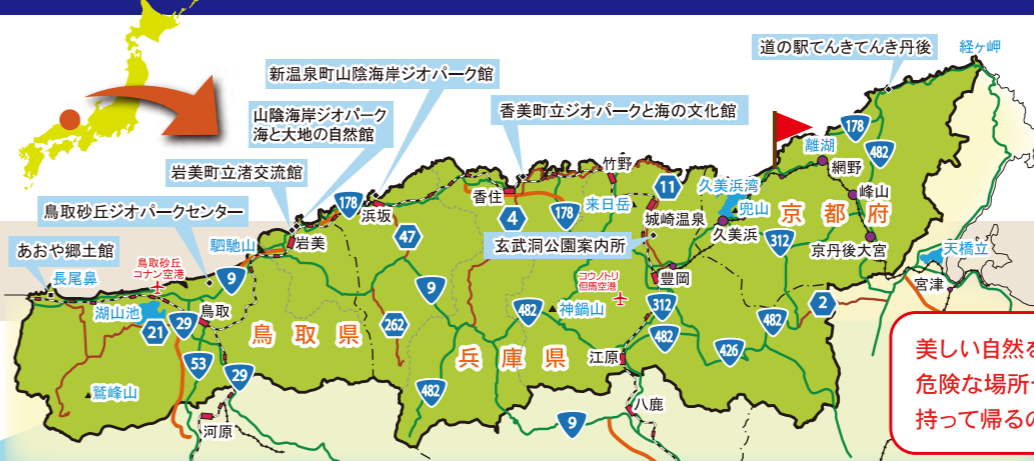 道の駅てんきてんき丹後
経ヶ岬
新温泉町山陰海岸ジオパーク館
山陰海岸ジオパーク
海と大地の自然館
香美町立ジオパークと海の文化館
岩美町立渚交流館
鳥取砂丘ジオパークセンター
あおや郷土館
玄武洞公園案内所
178
482
離湖
網野
峰山
竹野
11
久美浜湾
兜山
京都府
香住
4
178
来日岳
城崎温泉
久美浜
312
京丹後大宮
178
浜坂
47
岩美
駟馳山
9
長尾鼻
鳥取砂丘
コナン空港
湖山池
21
29
鳥取
鳥取県
262
9
482
神鍋山
コウノトリ
但馬空港
豊岡
312
482
482
2
天橋立
宮津
兵庫県
江原
426
53
29
482
鷲峰山
河原
八鹿
9
美しい自然を
危険な場所
持って帰るの